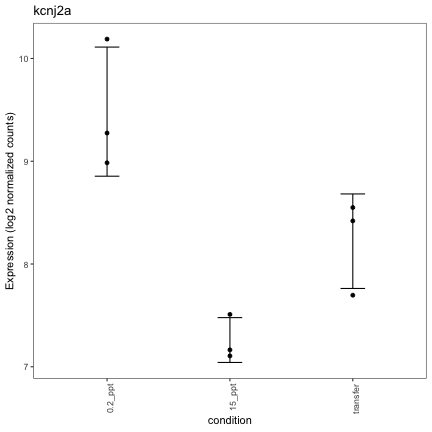 kcnj2a
Expression (log2 normalized counts)
10
9
8
7
0.2_ppt
15_ppt
transfer
condition